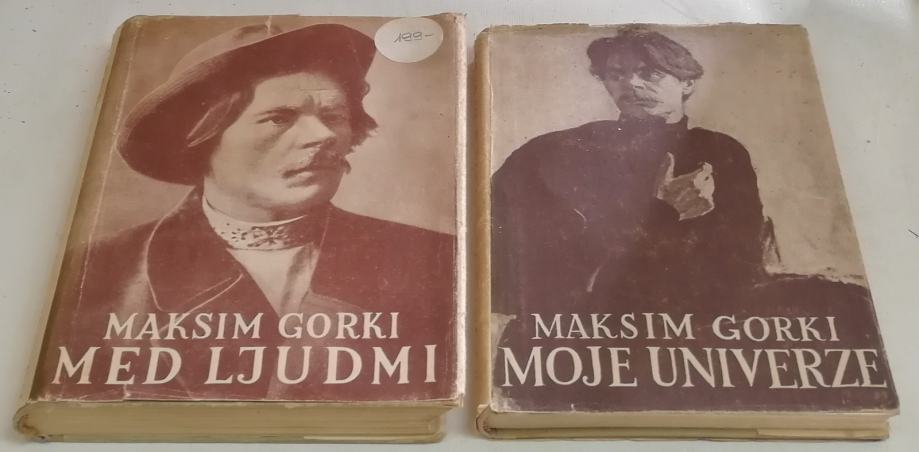 199-
MAKSIM GORKI
MED LJUDMI
MAKSIM GORKI
MOJE UNIVERZE